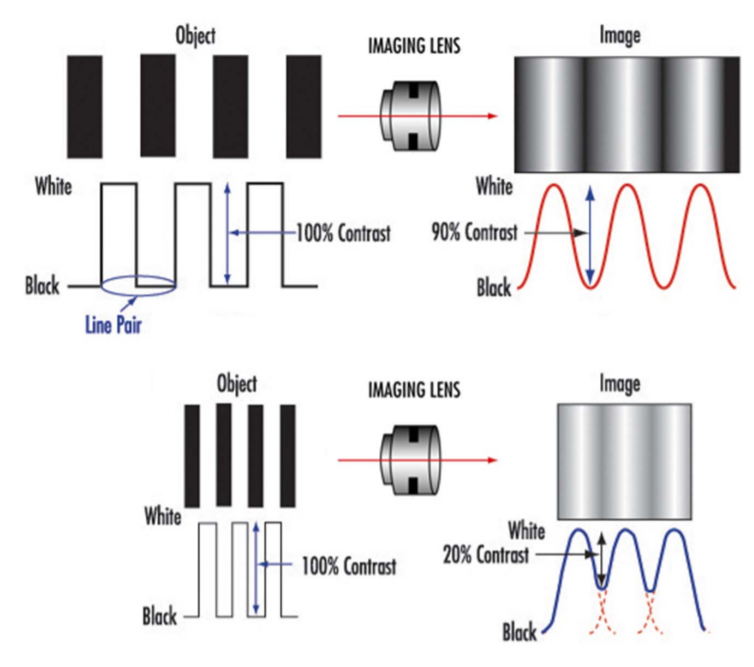 Object
IMAGING LENS
Image
White
100% Contrast
Black
Line Pair
White
90% Contrast
Black
Object
IMAGING LENS
Image
White
100% Contrast
Black
White
20% Contrast
Black